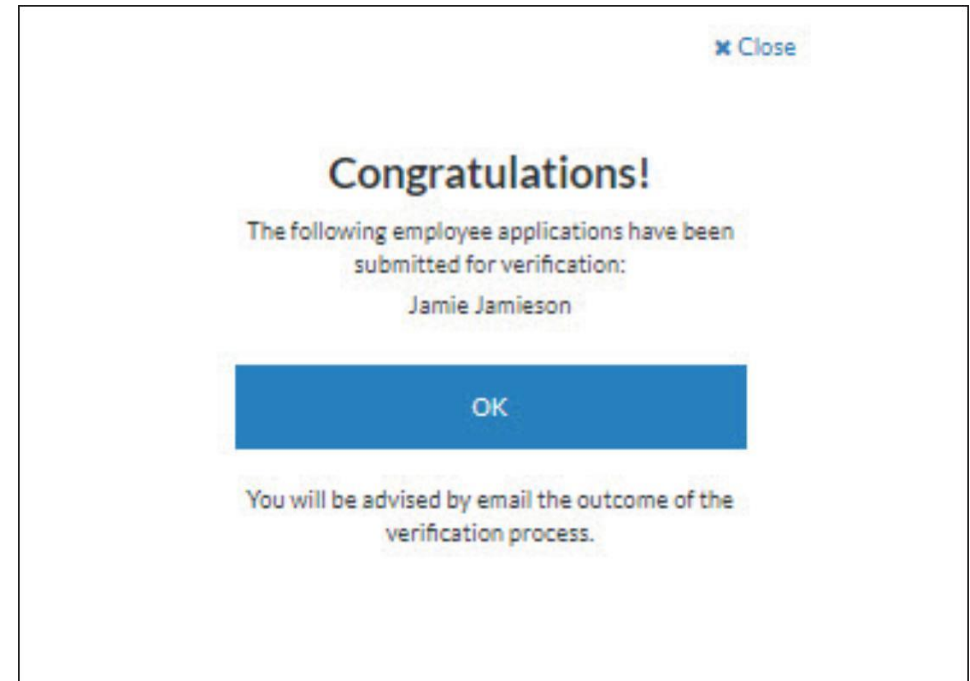 ✖ Close
Congratulations!
The following employee applications have been
submitted for verification:
Jamie Jamieson
OK
You will be advised by email the outcome of the
verification process.